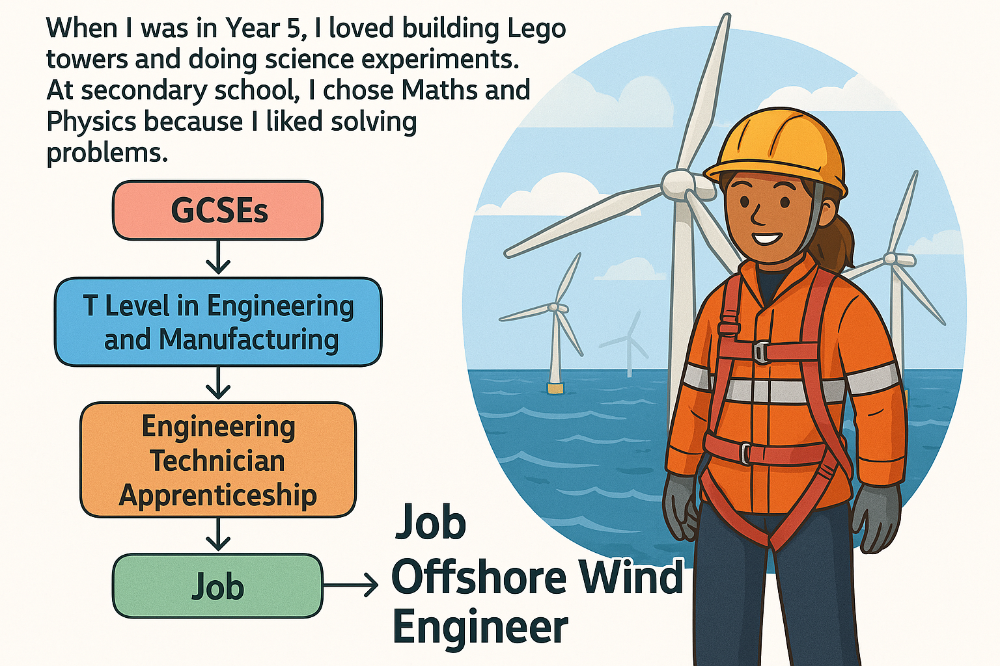 When I was in Year 5, I loved building Lego
towers and doing science experiments.
At secondary school, I chose Maths and
Physics because I liked solving
problems.
GCSEs
T Level in Engineering
and Manufacturing
Engineering
Technician
Apprenticeship
Job
Job
Offshore Wind
Engineer